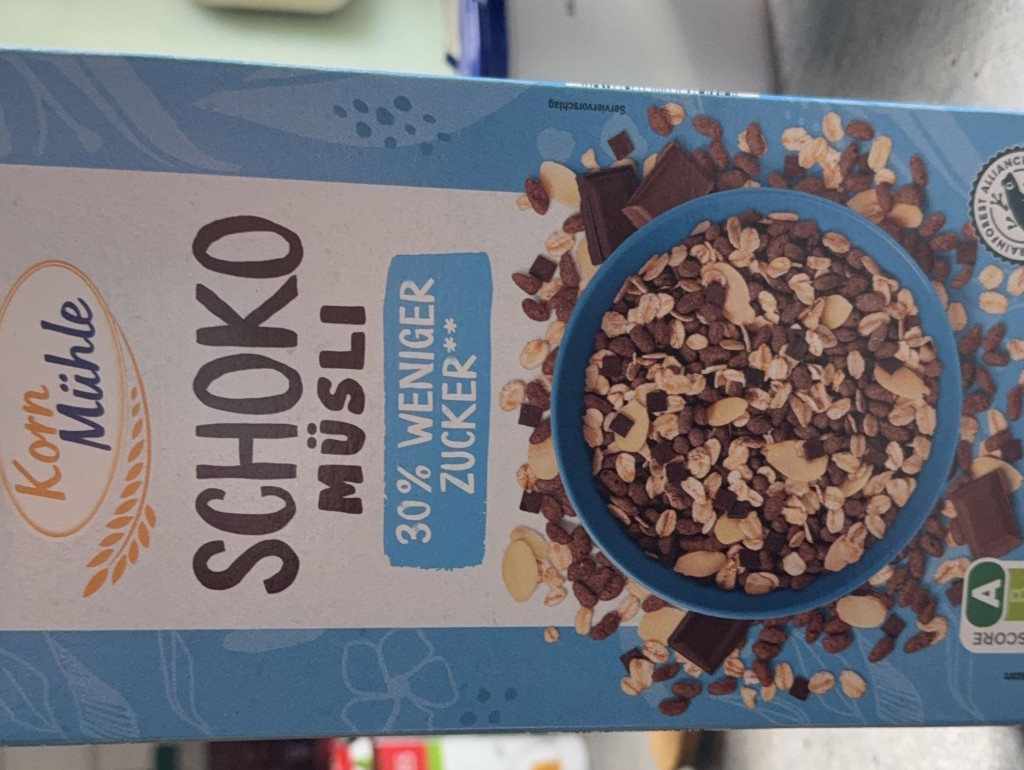 Korn
Mühle
SCHOKO
MÜSLI
30% WENIGER
ZUCKER**
Serviervorschlag
RAINFOREST ALLIANCE
SCORE
A
B